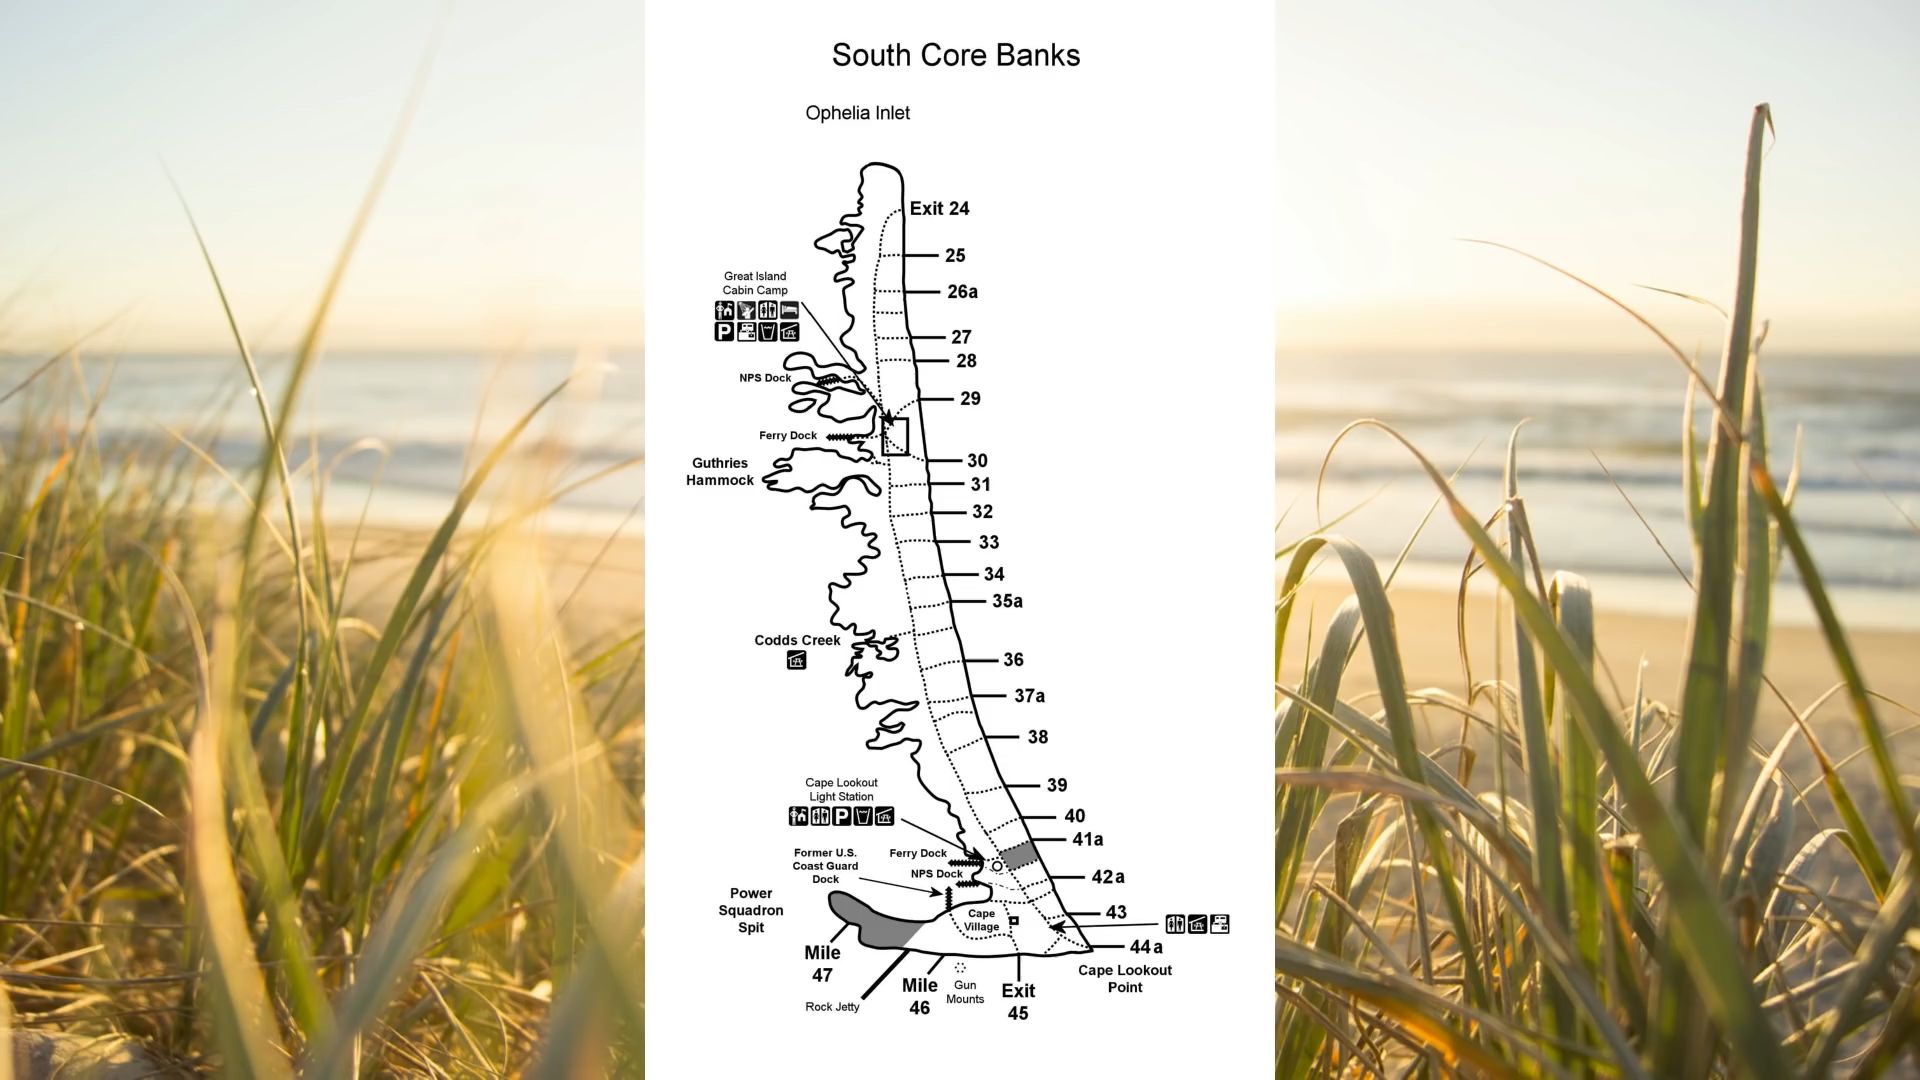 South Core Banks
Ophelia Inlet
Exit 24
25
Great Island
Cabin Camp
26a
P
27
28
NPS Dock
29
Ferry Dock
30
Guthries
Hammock
31
32
33
34
35a
Codds Creek
36
37a
38
Cape Lookout
Light Station
39
P
40
41a
Former U.S.
Coast Guard
Dock
Ferry Dock
NPS Dock
42a
Power
Squadron
Spit
Cape
Village
43
44a
Mile
47
Cape Lookout
Point
Mile
46
Gun
Mounts
Exit
45
Rock Jetty